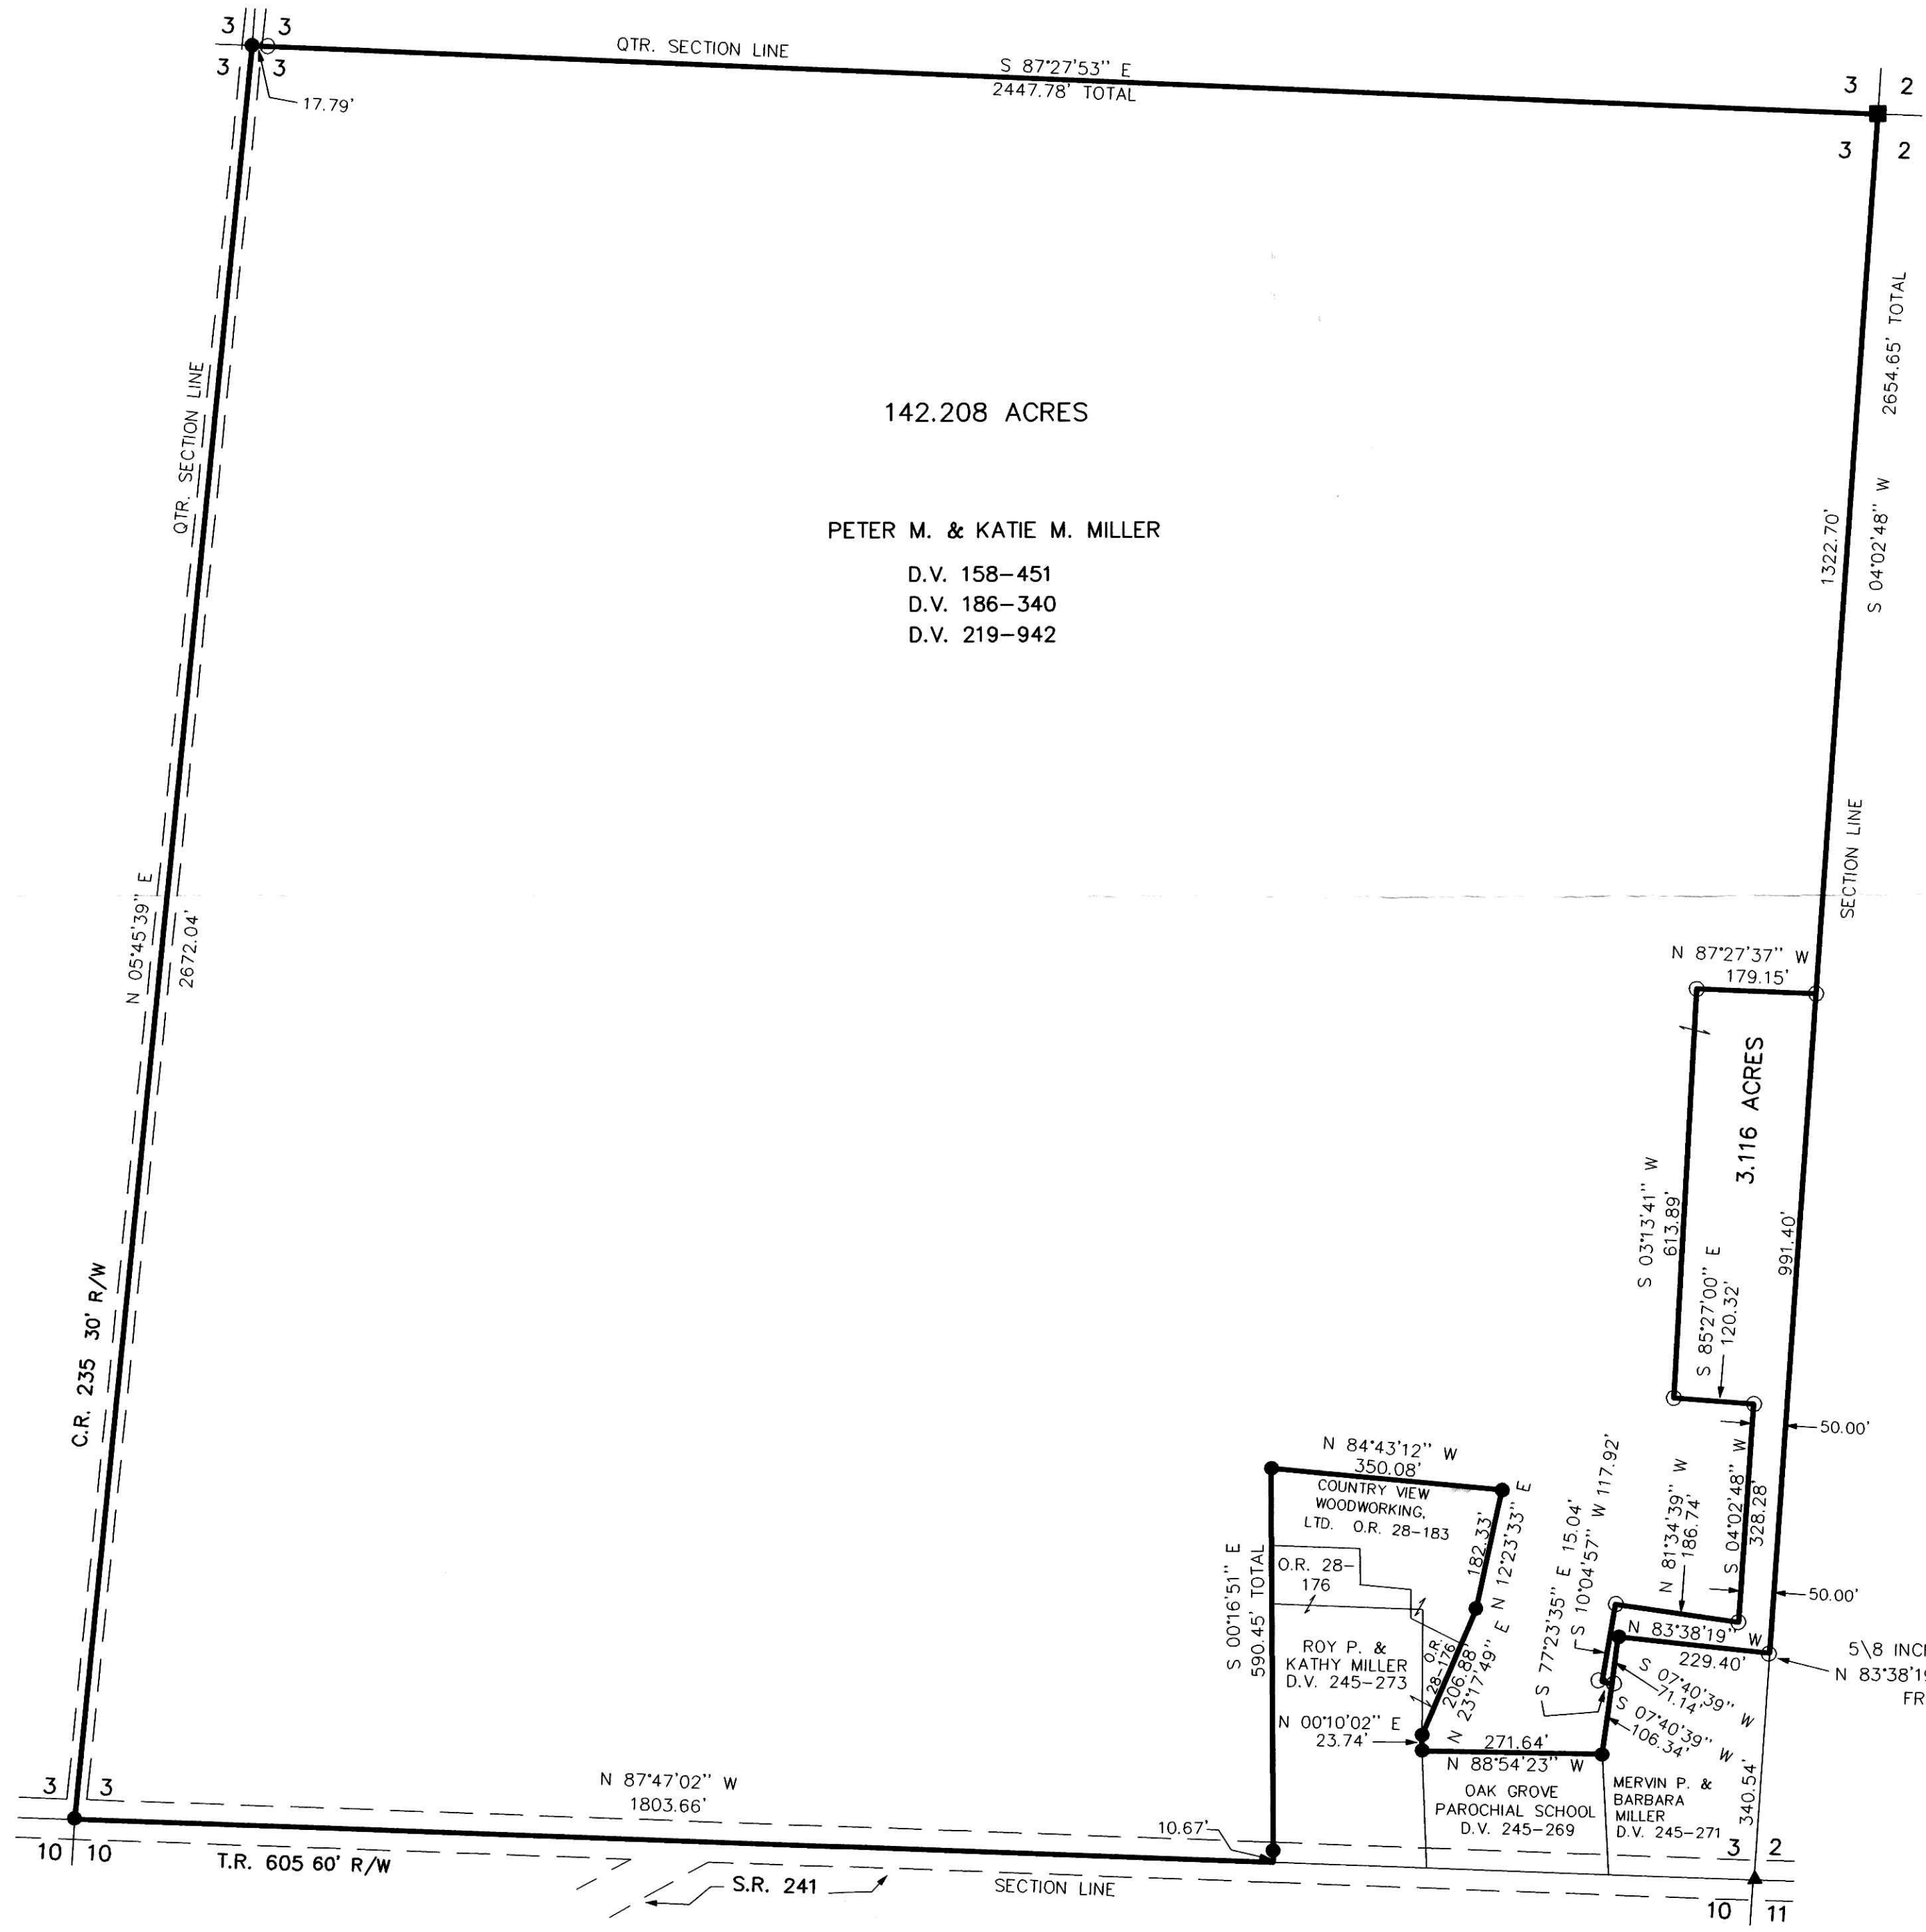 3 3
3 3
17.79'
QTR. SECTION LINE
S 87°27'53'' E
2447.78' TOTAL
3 2
3 2
2654.65' TOTAL
S 04°02'48'' W
1322.70'
SECTION LINE
QTR. SECTION LINE
142.208 ACRES
PETER M. & KATIE M. MILLER
D.V. 158-451
D.V. 186-340
D.V. 219-942
N 05°45'39'' E
2672.04'
C.R. 235 30' R/W
N 87°27'37'' W
179.15'
3.116 ACRES
S 03°13'41'' W
613.89'
991.40'
S 85°27'00'' E
120.32'
50.00'
S 04°02'48'' W
328.28'
50.00'
N 81°34'39'' W
186.74'
S 10°04'57'' W 117.92'
S 77°23'35'' E 15.04'
N 83°38'19'' W
229.40'
5\8 INC
N 83°38'19
FR
S 07°40'39'' W
71.14'
S 07°40'39'' W
106.34'
N 84°43'12'' W
350.08'
COUNTRY VIEW
WOODWORKING,
LTD. O.R. 28-183
182.33'
N 12°23'33'' E
O.R. 28-
176
S 00°16'51'' E
590.45' TOTAL
ROY P. &
KATHY MILLER
D.V. 245-273
O.R.
28-176
206.88'
N 23°17'49'' E
N 00°10'02'' E
23.74'
271.64'
N 88°54'23'' W
OAK GROVE
PAROCHIAL SCHOOL
D.V. 245-269
MERVIN P. &
BARBARA
MILLER
D.V. 245-271
340.54'
3 3
10 10
N 87°47'02'' W
1803.66'
10.67'
T.R. 605 60' R/W
S.R. 241
SECTION LINE
3 2
10 11